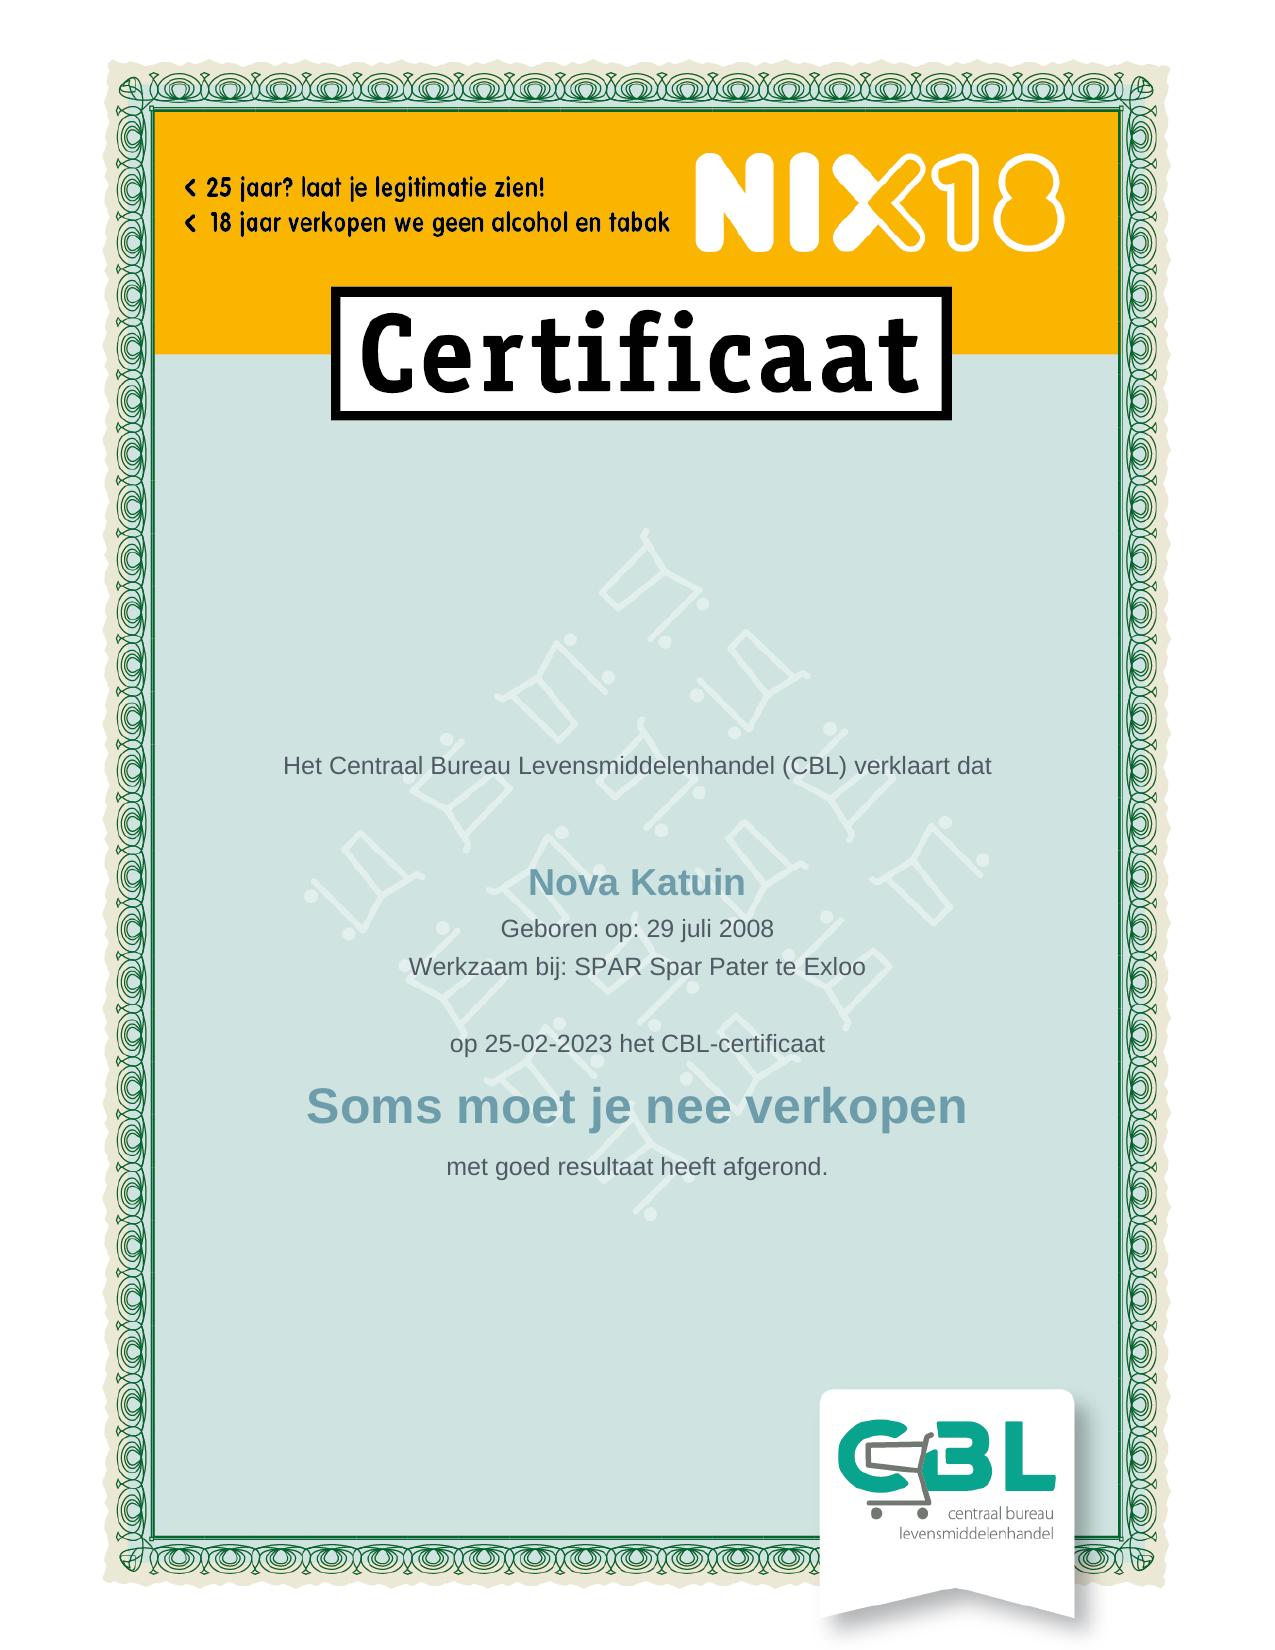 < 25 jaar? laat je legitimatie zien!
< 18 jaar verkopen we geen alcohol en tabak
NIX18
Certificaat
Het Centraal Bureau Levensmiddelenhandel (CBL) verklaart dat
Nova Katuin
Geboren op: 29 juli 2008
Werkzaam bij: SPAR Spar Pater te Exloo
op 25-02-2023 het CBL-certificaat
Soms moet je nee verkopen
met goed resultaat heeft afgerond.
CBL
centraal bureau
levensmiddelenhandel